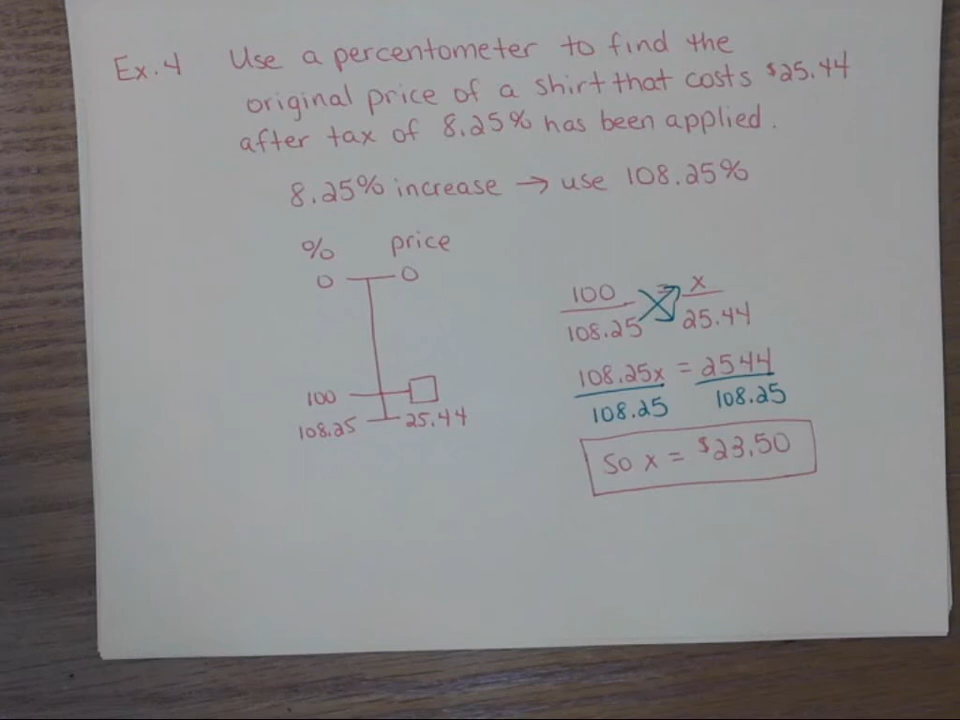 Ex. 4 Use a percentometer to find the
original price of a shirt that costs $25.44
after tax of 8.25% has been applied.
8.25% increase → use 108.25%
% price
0 0
100
108.25 25.44
100/108.25 = x/25.44
108.25x = 2544
108.25 108.25
So x = $23.50